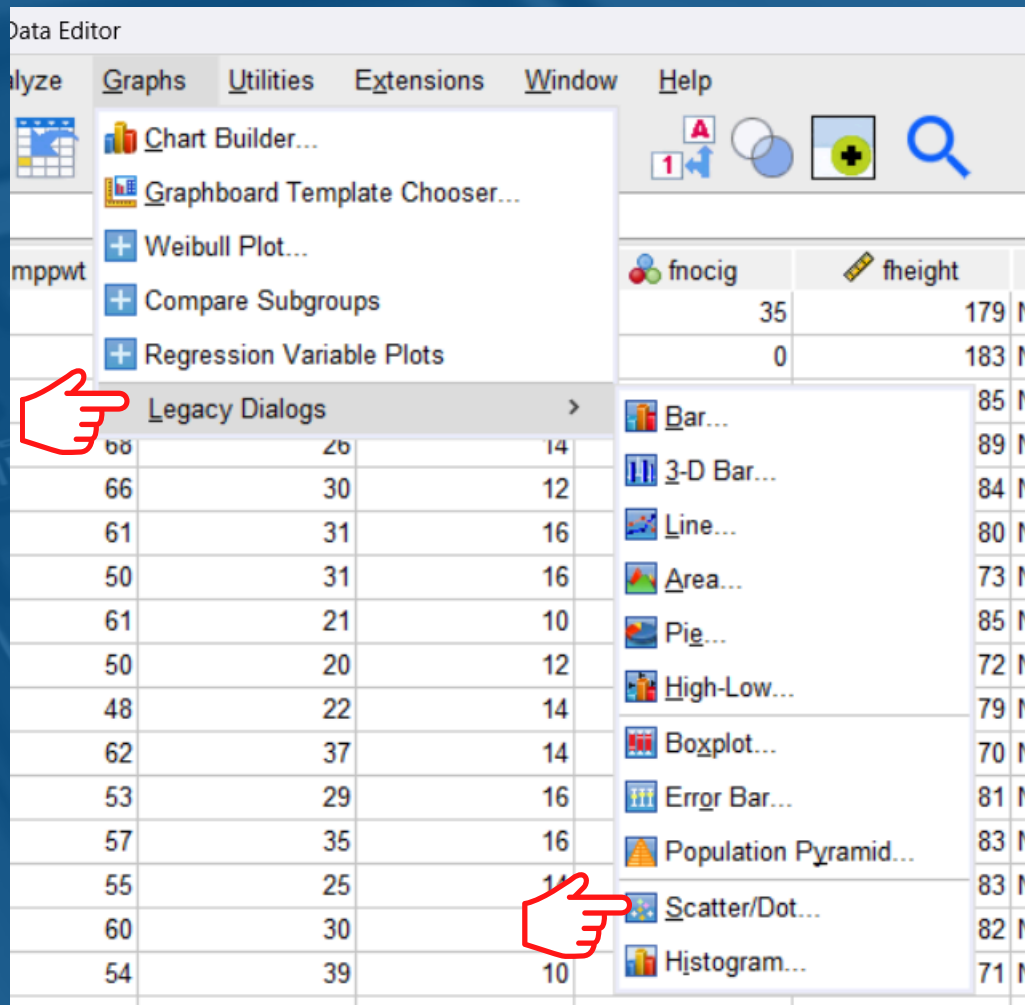 Data Editor
alyze Graphs Utilities Extensions Window Help
Chart Builder...
A
1
Graphboard Template Chooser...
Weibull Plot...
mppwt fnocig fheight
Compare Subgroups
35 179
Regression Variable Plots
0 183
Legacy Dialogs >
85
Bar...
68 26 14 89
3-D Bar...
66 30 12 84
Line...
61 31 16 80
Area...
50 31 16 73
Pie...
61 21 10 85
50 20 12 72
High-Low...
48 22 14 79
Boxplot...
62 37 14 70
Error Bar...
53 29 16 81
Population Pyramid...
57 35 16 83
55 25 14 83
Scatter/Dot...
60 30 82
Histogram...
54 39 10 71